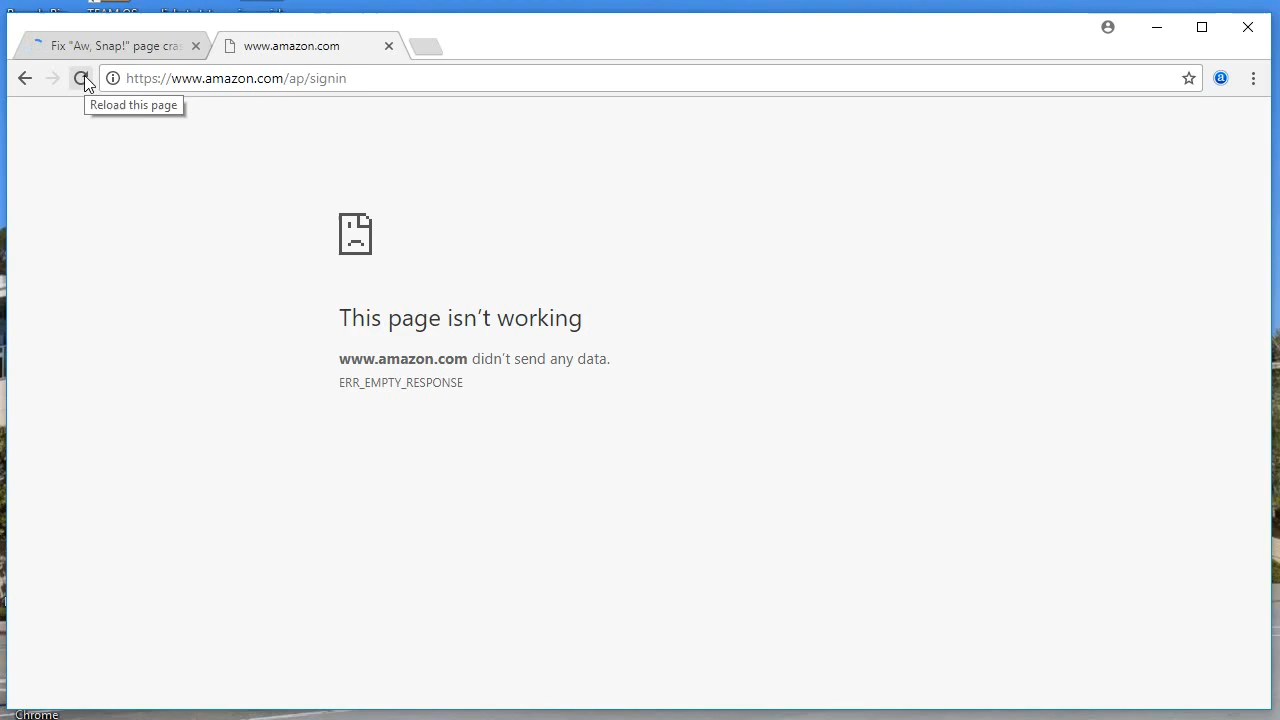 Fix "Aw, Snap!" page cra
www.amazon.com
https://www.amazon.com/ap/signin
a
Reload this page
This page isn't working
www.amazon.com didn't send any data.
ERR_EMPTY_RESPONSE
Chrome